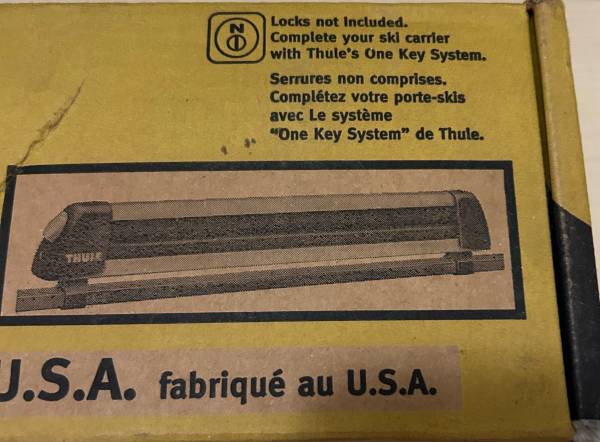 Locks not Included.
Complete your ski carrier
with Thule's One Key System.
Serrures non comprises.
Complétez votre porte-skis
avec Le système
"One Key System" de Thule.
THULE
U.S.A. fabriqué au U.S.A.